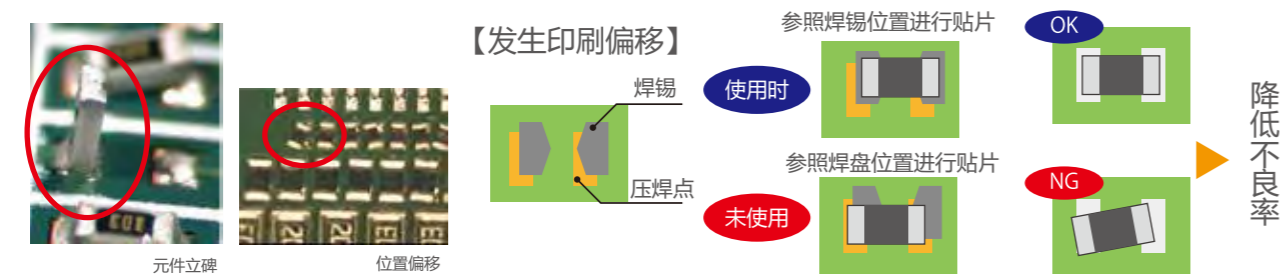 元件立碑
位置偏移
【发生印刷偏移】
焊锡
压焊点
使用时
参照焊锡位置进行贴片
OK
未使用
参照焊盘位置进行贴片
NG
降低不良率